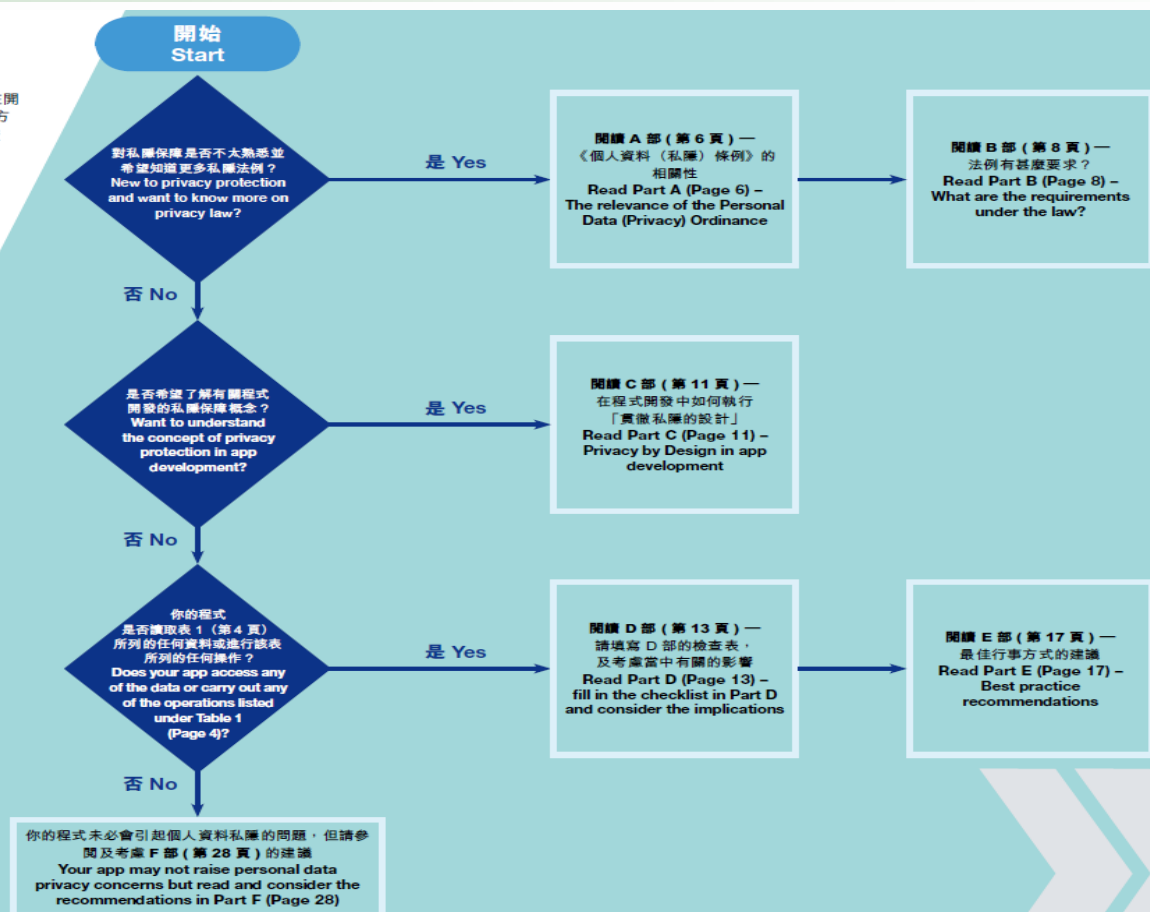 開始
Start
開
方
對私隱保障是否不太熟悉並
希望知道更多私隱法例？
New to privacy protection
and want to know more on
privacy law?
是 Yes
閱讀 A 部 ( 第 6 頁 ) —
《個人資料（私隱）條例》的
相關性
Read Part A (Page 6) –
The relevance of the Personal
Data (Privacy) Ordinance
閱讀 B 部 ( 第 8 頁 ) —
法例有甚麼要求？
Read Part B (Page 8) –
What are the requirements
under the law?
否 No
是否希望了解有關程式
開發的私隱保障概念？
Want to understand
the concept of privacy
protection in app
development?
是 Yes
閱讀 C 部 ( 第 11 頁 ) —
在程式開發中如何執行
「貫徹私隱的設計」
Read Part C (Page 11) –
Privacy by Design in app
development
否 No
你的程式
是否讀取表 1（第 4 頁）
所列的任何資料或進行該表
所列的任何操作？
Does your app access any
of the data or carry out any
of the operations listed
under Table 1
(Page 4)?
是 Yes
閱讀 D 部 ( 第 13 頁 ) —
請填寫 D 部的檢查表，
及考慮當中有關的影響
Read Part D (Page 13) –
fill in the checklist in Part D
and consider the implications
閱讀 E 部 ( 第 17 頁 ) —
最佳行事方式的建議
Read Part E (Page 17) –
Best practice
recommendations
否 No
你的程式未必會引起個人資料私隱的問題，但請參
閱及考慮 F 部 ( 第 28 頁 ) 的建議
Your app may not raise personal data
privacy concerns but read and consider the
recommendations in Part F (Page 28)